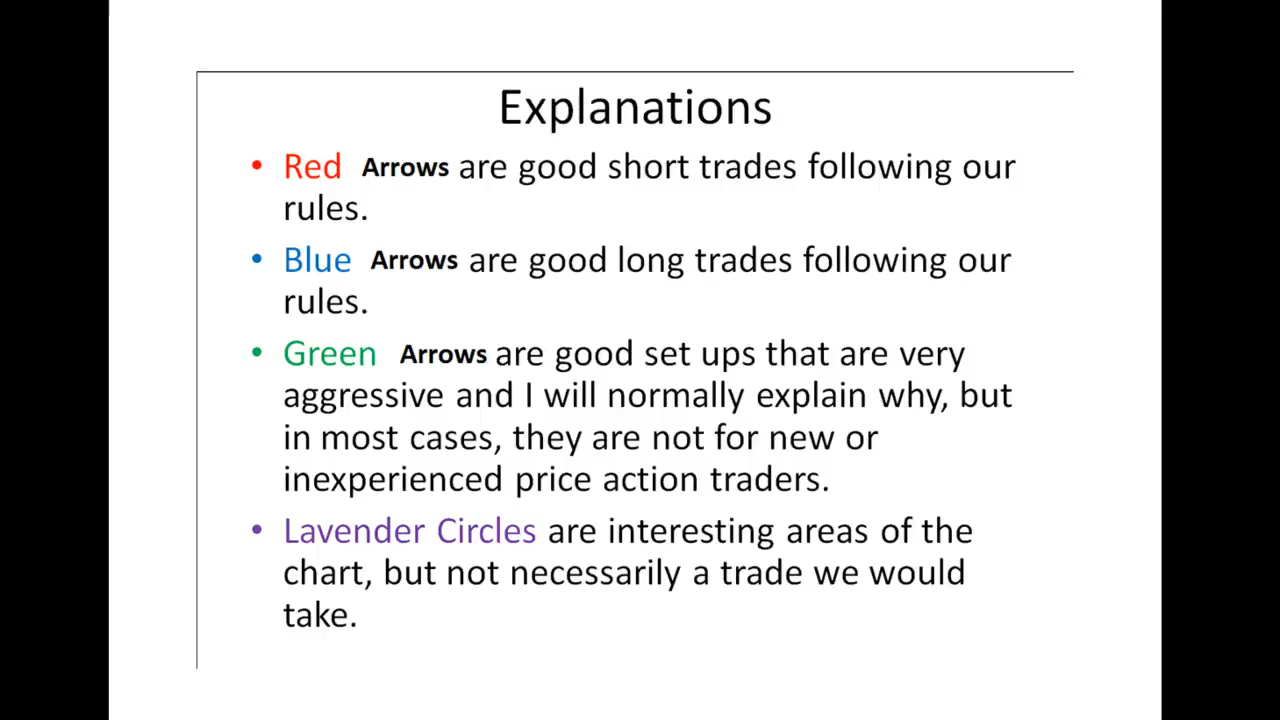 Explanations
• Red Arrows are good short trades following our
rules.
• Blue Arrows are good long trades following our
rules.
• Green Arrows are good set ups that are very
aggressive and I will normally explain why, but
in most cases, they are not for new or
inexperienced price action traders.
• Lavender Circles are interesting areas of the
chart, but not necessarily a trade we would
take.